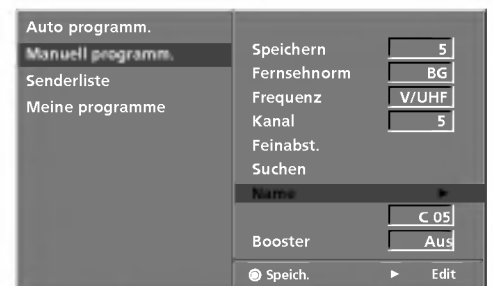 Auto programm.
Manuell programm.
Senderliste
Meine programme
Speichern 5
Fernsehnorm BG
Frequenz V/UHF
Kanal 5
Feinabst.
Suchen
Name ►
C 05
Booster Aus
Speich. ► Edit